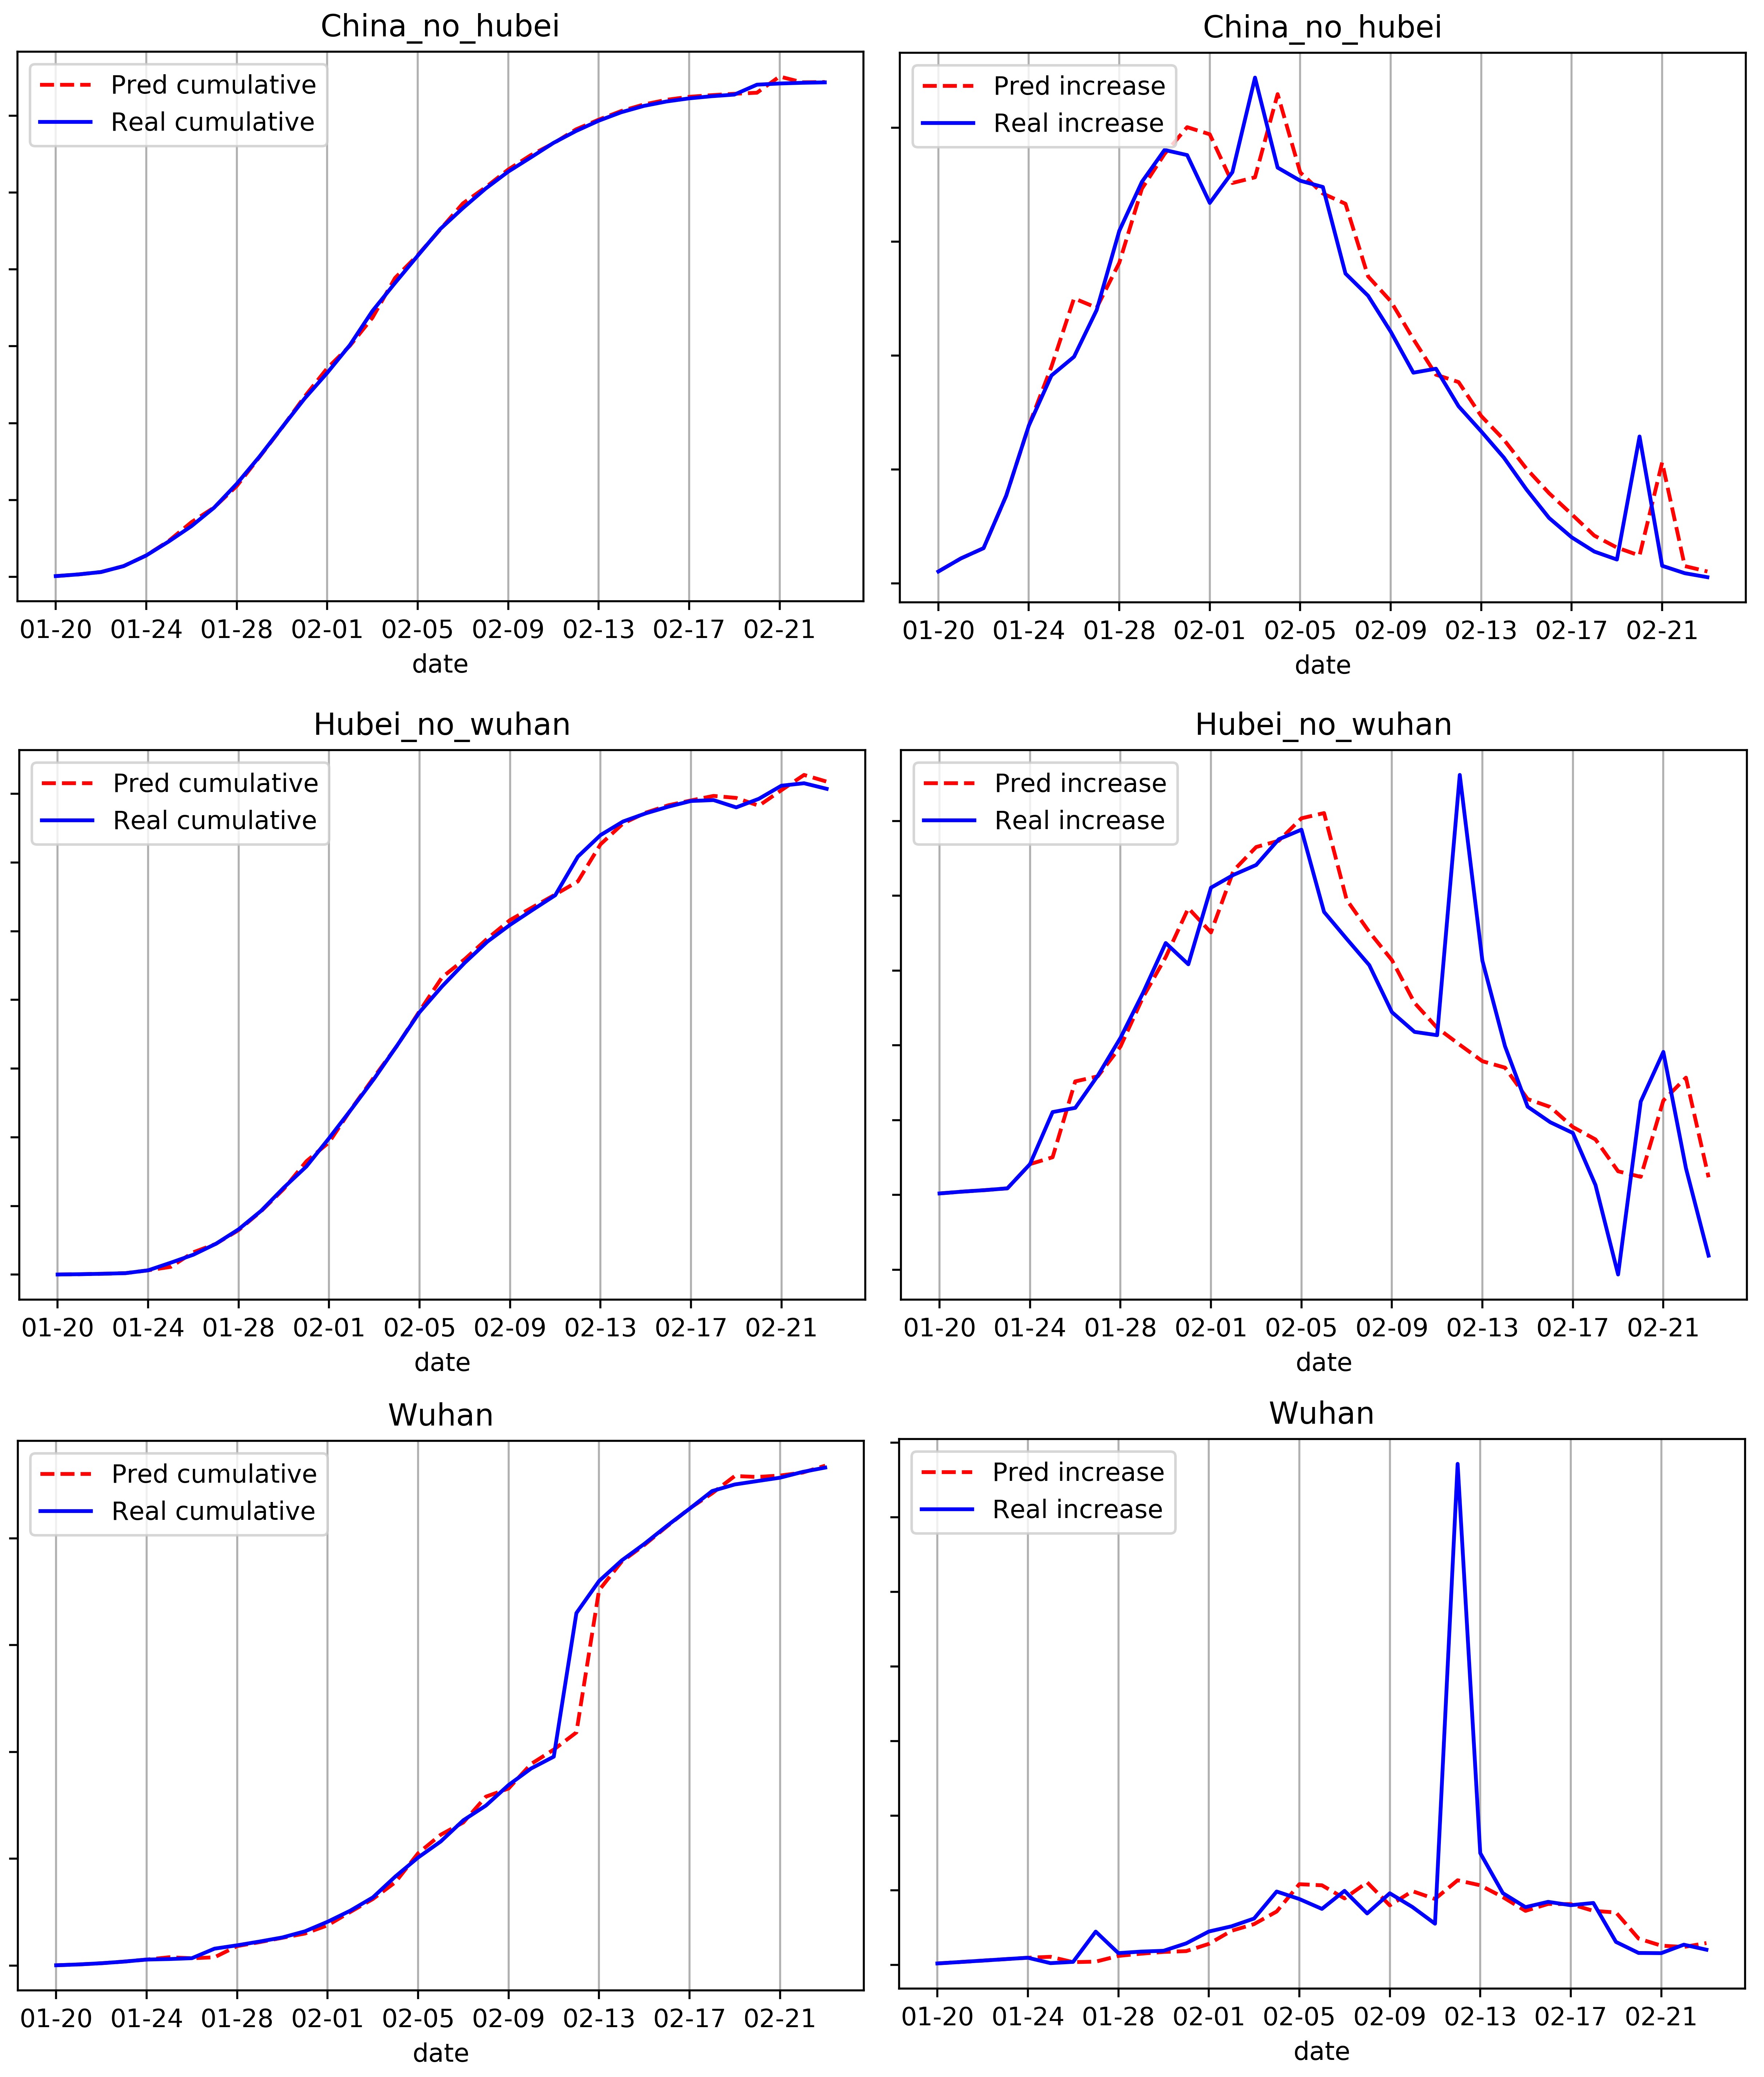 China_no_hubei
Pred cumulative
Real cumulative
01-20 01-24 01-28 02-01 02-05 02-09 02-13 02-17 02-21
date
China_no_hubei
Pred increase
Real increase
01-20 01-24 01-28 02-01 02-05 02-09 02-13 02-17 02-21
date
Hubei_no_wuhan
Pred cumulative
Real cumulative
01-20 01-24 01-28 02-01 02-05 02-09 02-13 02-17 02-21
date
Hubei_no_wuhan
Pred increase
Real increase
01-20 01-24 01-28 02-01 02-05 02-09 02-13 02-17 02-21
date
Wuhan
Pred cumulative
Real cumulative
01-20 01-24 01-28 02-01 02-05 02-09 02-13 02-17 02-21
date
Wuhan
Pred increase
Real increase
01-20 01-24 01-28 02-01 02-05 02-09 02-13 02-17 02-21
date